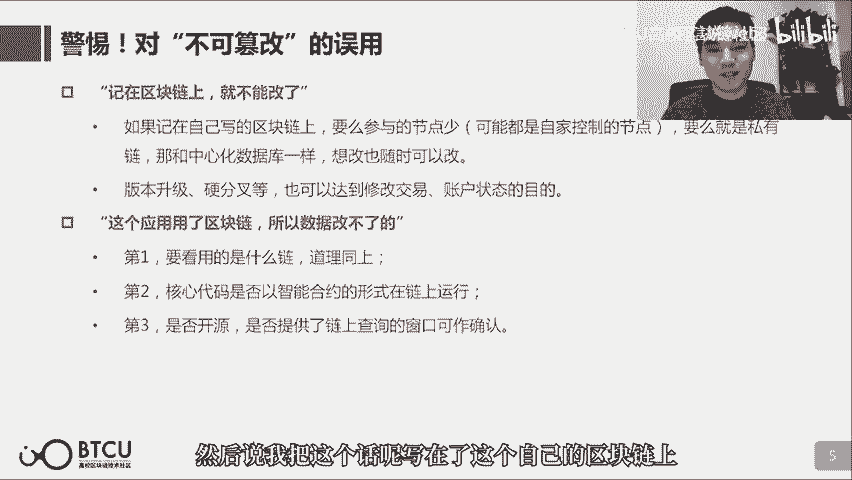 警惕！对“不可篡改”的误用
bilibili
“记在区块链上，就不能改了”
如果记在自己写的区块链上，要么参与的节点少（可能都是自家控制的节点），要么就是私有
链，那和中心化数据库一样，想改也随时可以改。
版本升级、硬分叉等，也可以达到修改交易、账户状态的目的。
“这个应用用了区块链，所以数据改不了的”
第1，要看用的是什么链，道理同上；
第2，核心代码是否以智能合约的形式在链上运行；
第3，是否开源，是否提供了链上查询的窗口可作确认。
BTCU
高校区块链技术社区
然后说我把这个话呢写在了这个自己的区块链上
5